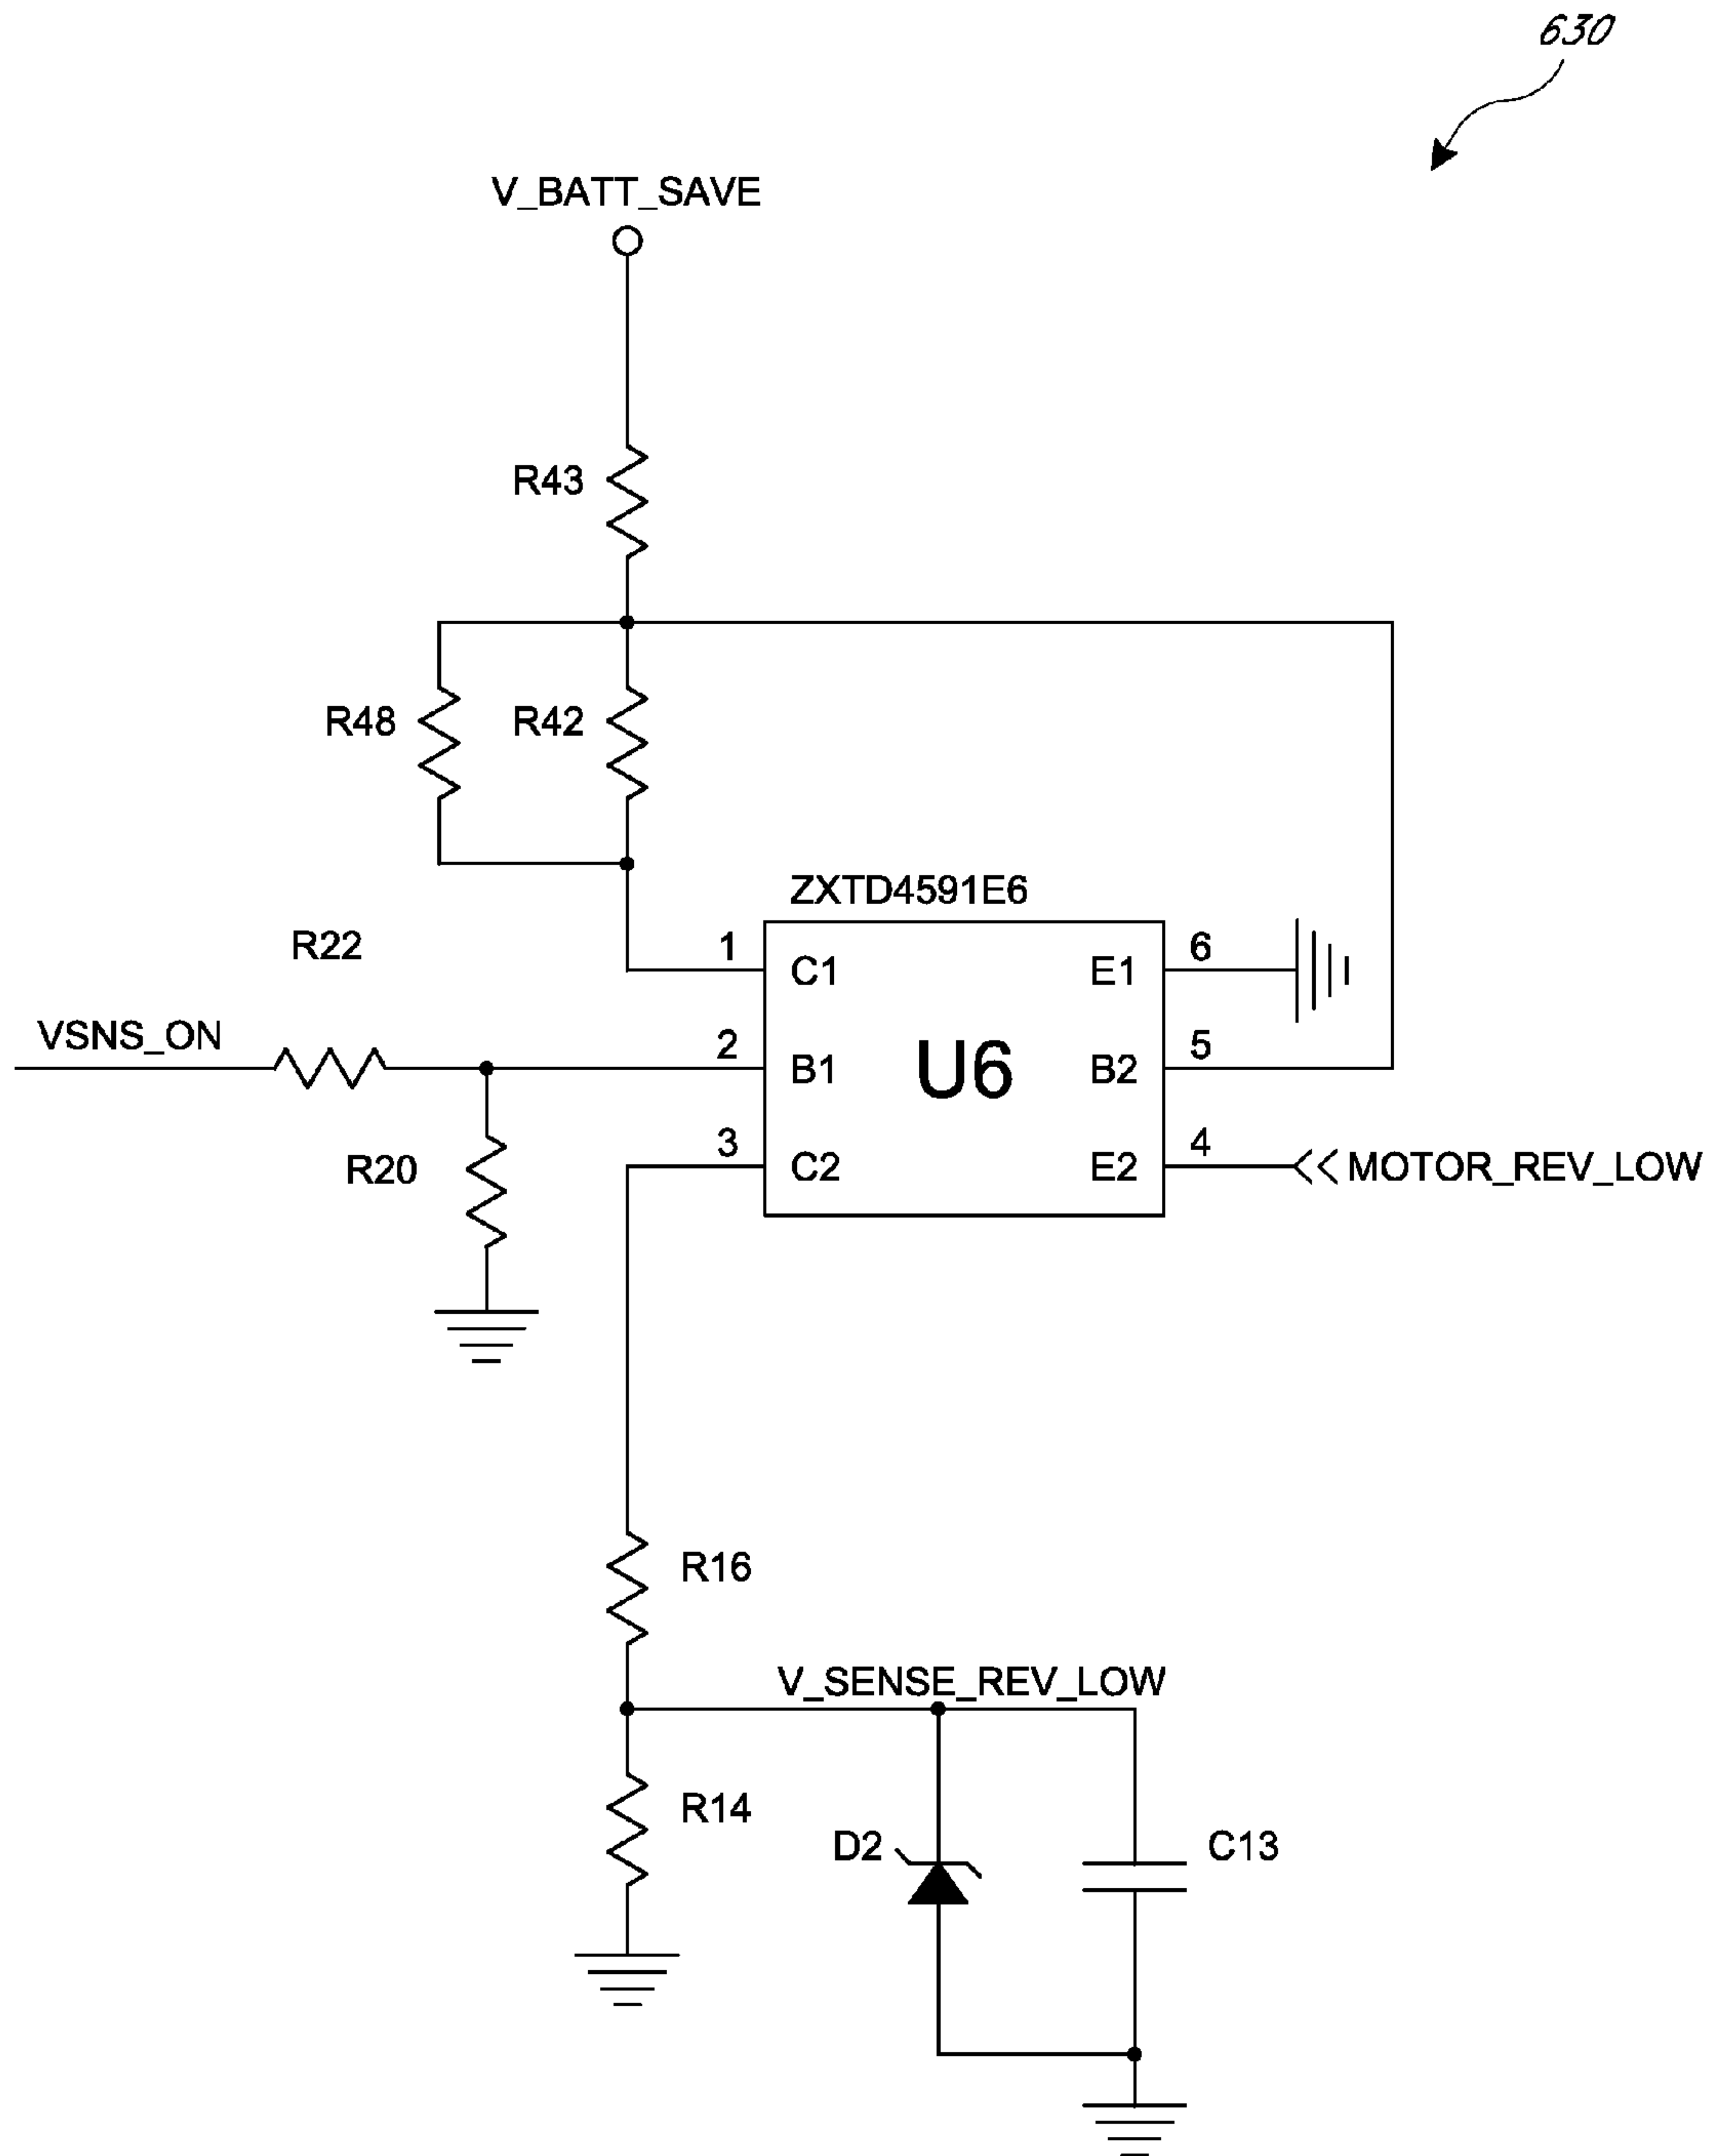 630
V_BATT_SAVE
R43
R48
R42
ZXTD4591E6
R22
1
C1
E1
6
VSNS_ON
2
B1
U6
B2
5
R20
3
C2
E2
4
MOTOR_REV_LOW
R16
V_SENSE_REV_LOW
R14
D2
C13